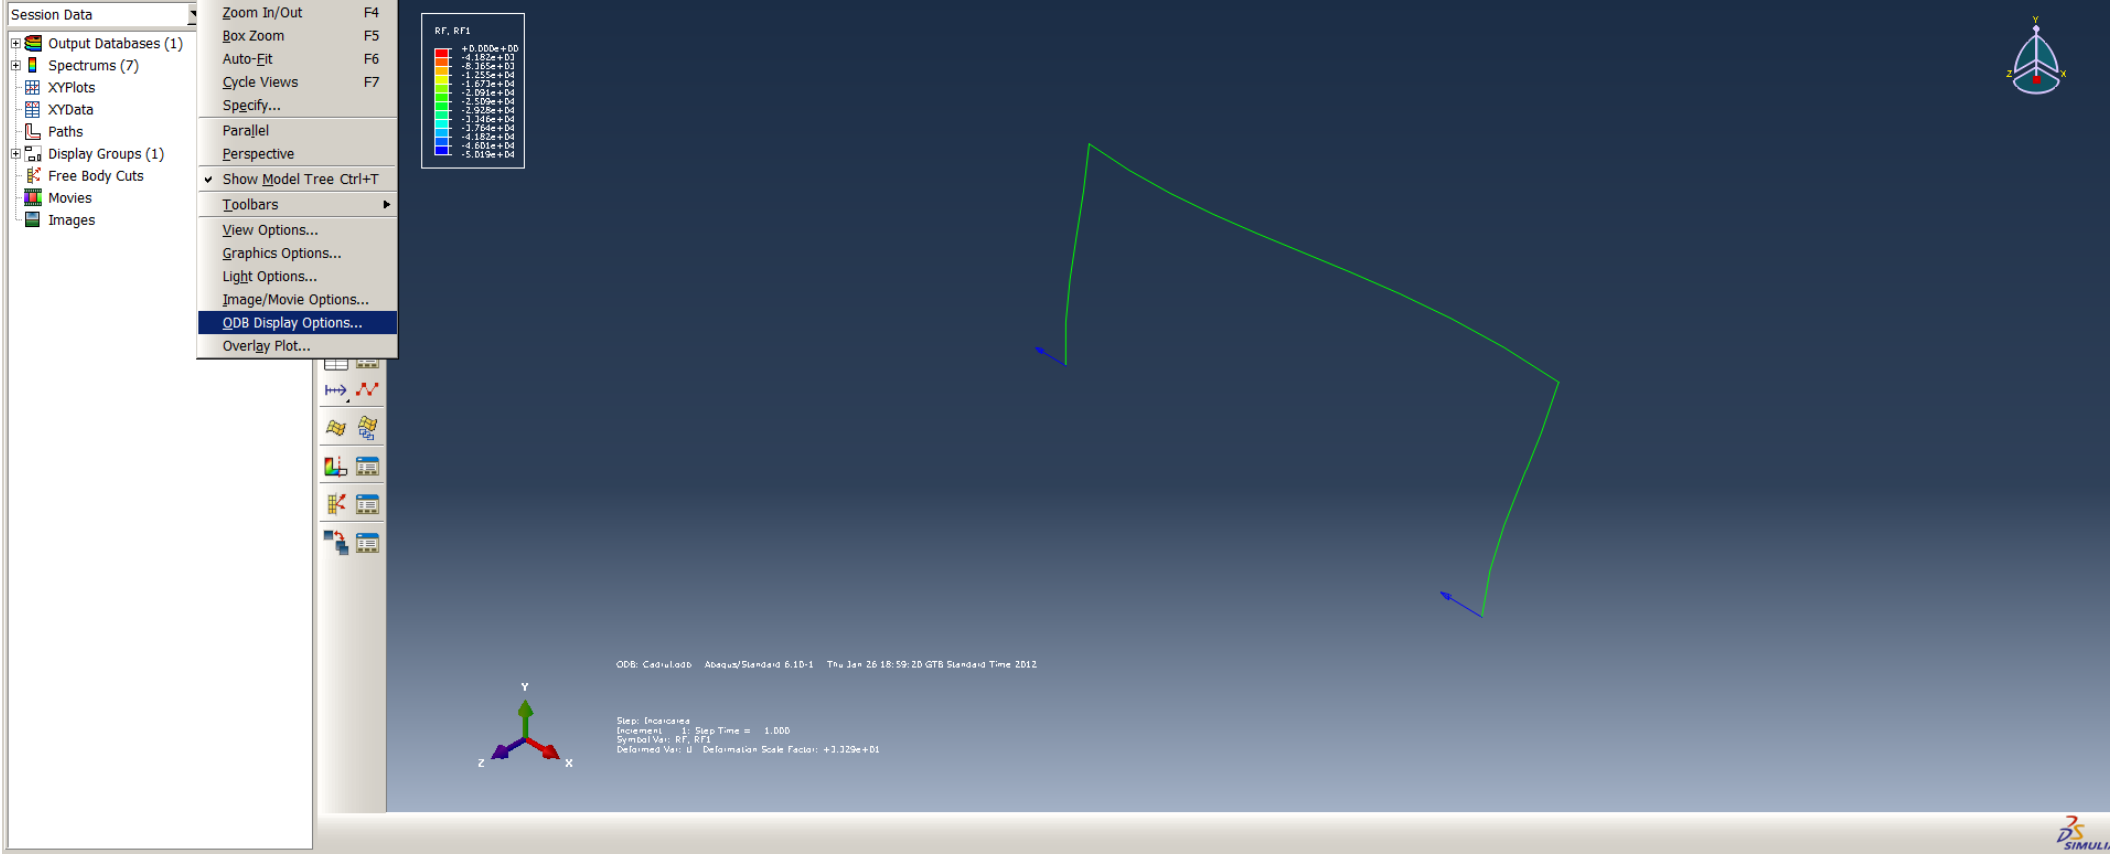 Session Data
Output Databases (1)
Spectrums (7)
XYPlots
XYData
Paths
Display Groups (1)
Free Body Cuts
Movies
Images
Zoom In/Out F4
Box Zoom F5
Auto-Fit F6
Cycle Views F7
Specify...
Parallel
Perspective
Show Model Tree Ctrl+T
Toolbars
View Options...
Graphics Options...
Light Options...
Image/Movie Options...
ODB Display Options...
Overlay Plot...
RF, RF1
+0.000e+00
-4.182e+03
-8.365e+03
-1.255e+04
-1.673e+04
-2.091e+04
-2.509e+04
-2.928e+04
-3.346e+04
-3.764e+04
-4.182e+04
-4.601e+04
-5.019e+04
Y
Z
X
ODB: Cadrul.odb Abaqus/Standard 6.10-1 Thu Jan 26 18:59:20 GTB Standard Time 2012
Y
Z
X
Step: Incarcarea
Increment 1: Step Time = 1.000
Symbol Var: RF, RF1
Deformed Var: U Deformation Scale Factor: +3.329e+01
SIMULIA